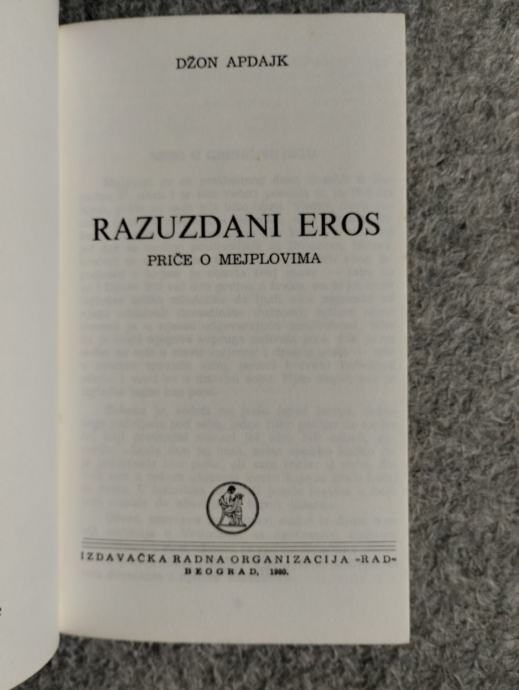 DŽON APDAJK
RAZUZDANI EROS
PRIČE O MEJPLOVIMA
IZDAVAČKA RADNA ORGANIZACIJA »RAD«
BEOGRAD, 1980.